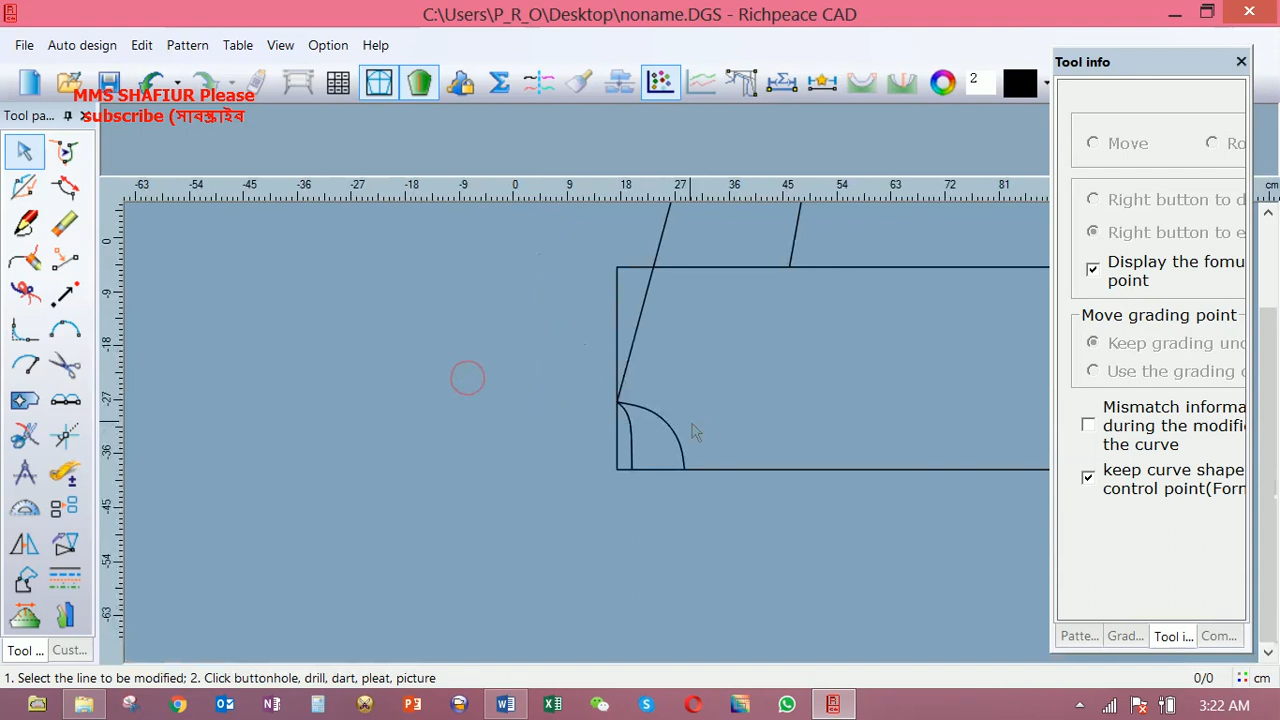 C:\Users\P_R_O\Desktop\noname.DGS - Richpeace CAD
File Auto design Edit Pattern Table View Option Help
2
MMS SHAFIUR Please
subscribe (সাবস্ক্রাইব
Tool pa...
-63 -54 -45 -36 -27 -18 -9 0 9 18 27 36 45 54 63 72 81 cm
0
-9
-18
-27
-36
-45
-54
-63
Tool info
Move Ro
Right button to d
Right button to e
Display the fomu
point
Move grading point
Keep grading und
Use the grading o
Mismatch informa
during the modifi
the curve
keep curve shape
control point(Forn
Tool ... Cust...
Patte... Grad... Tool i... Com...
1. Select the line to be modified; 2. Click buttonhole, drill, dart, pleat, picture 0/0 cm
3:22 AM